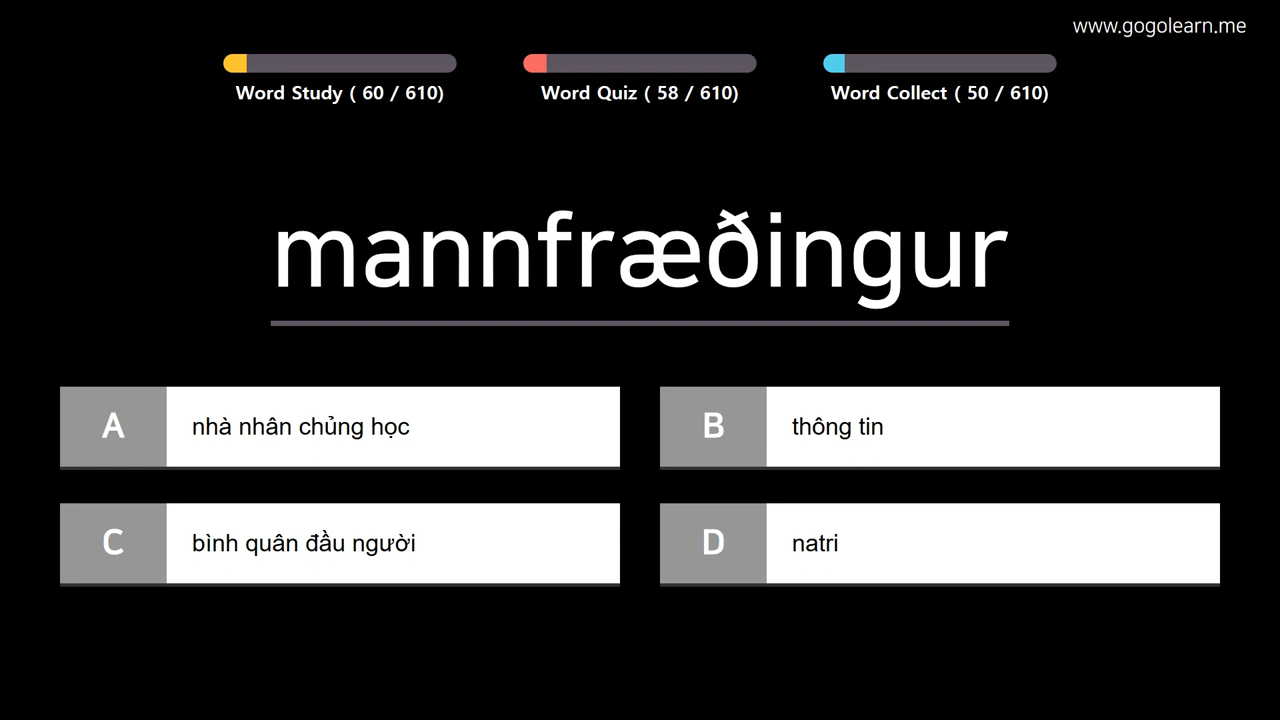 www.gogolearn.me
Word Study ( 60 / 610)
Word Quiz ( 58 / 610)
Word Collect ( 50 / 610)
mannfræðingur
A nhà nhân chủng học
B thông tin
C bình quân đầu người
D natri